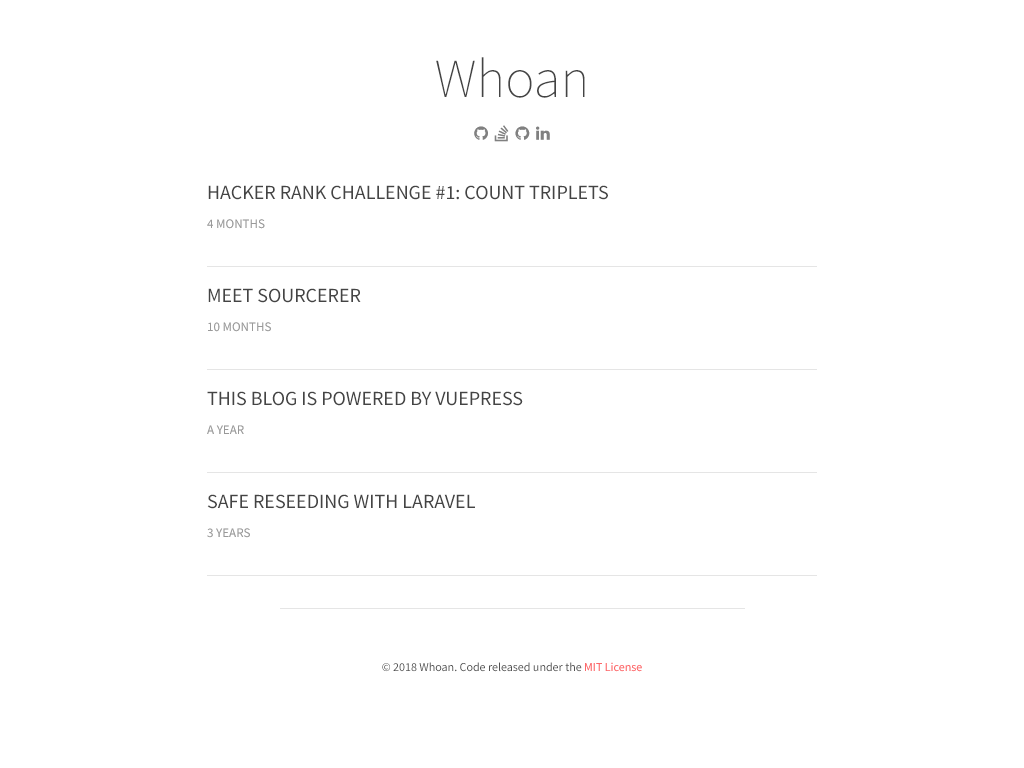 Whoan
HACKER RANK CHALLENGE #1: COUNT TRIPLETS
4 MONTHS
MEET SOURCERER
10 MONTHS
THIS BLOG IS POWERED BY VUEPRESS
A YEAR
SAFE RESEEDING WITH LARAVEL
3 YEARS
© 2018 Whoan. Code released under the MIT License